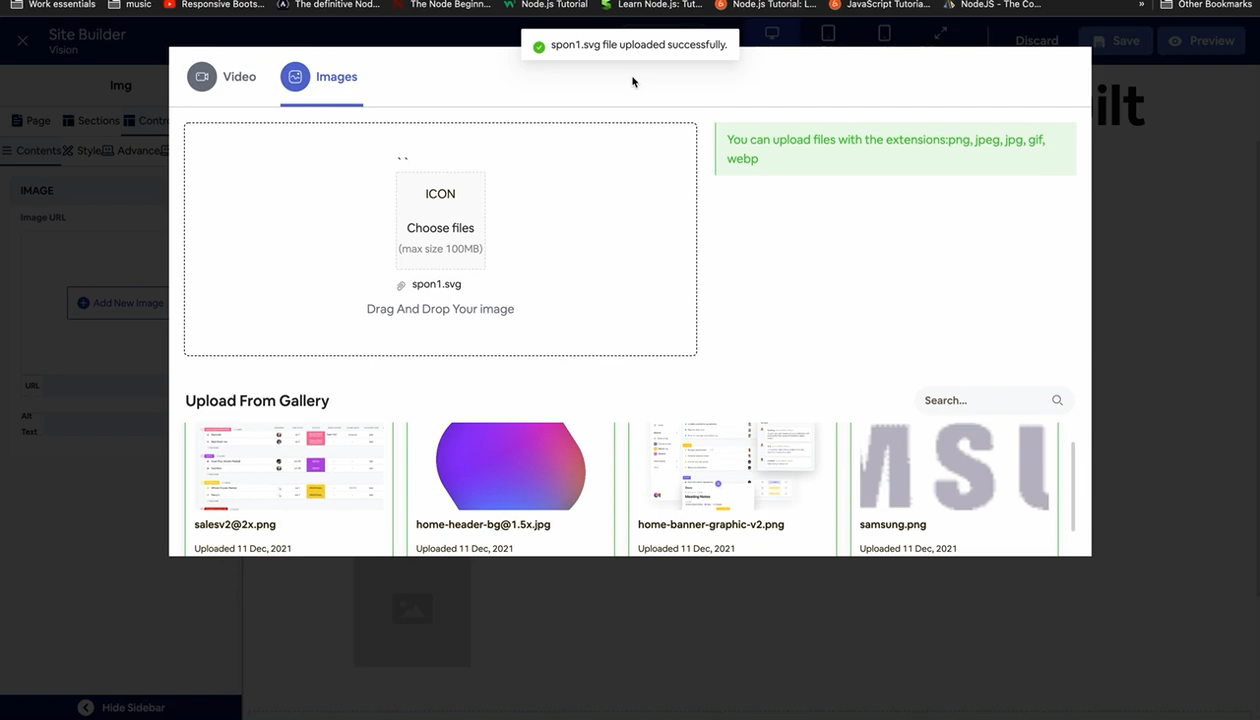 Work essentials
music
Responsive Boots...
The definitive Nod...
The Node Beginn...
Node.js Tutorial
Learn Node.js: Tut...
Node.js Tutorial: L...
JavaScript Tutoria...
NodeJS - The Co...
»
Other Bookmarks
Site Builder
Vision
Discard
Save
Preview
spon1.svg file uploaded successfully.
Img
Video
Images
Page
Sections
Contr
Contents
Style
Advance
IMAGE
Image URL
Add New image
URL
Alt
Text
ilt
``
ICON
Choose files
(max size 100MB)
spon1.svg
Drag And Drop Your image
You can upload files with the extensions:png, jpeg, jpg, gif,
webp
Upload From Gallery
Search...
MSU
salesv2@2x.png
home-header-bg@1.5x.jpg
home-banner-graphic-v2.png
samsung.png
Uploaded 11 Dec, 2021
Uploaded 11 Dec, 2021
Uploaded 11 Dec, 2021
Uploaded 11 Dec, 2021
Meeting Notes
Hide Sidebar